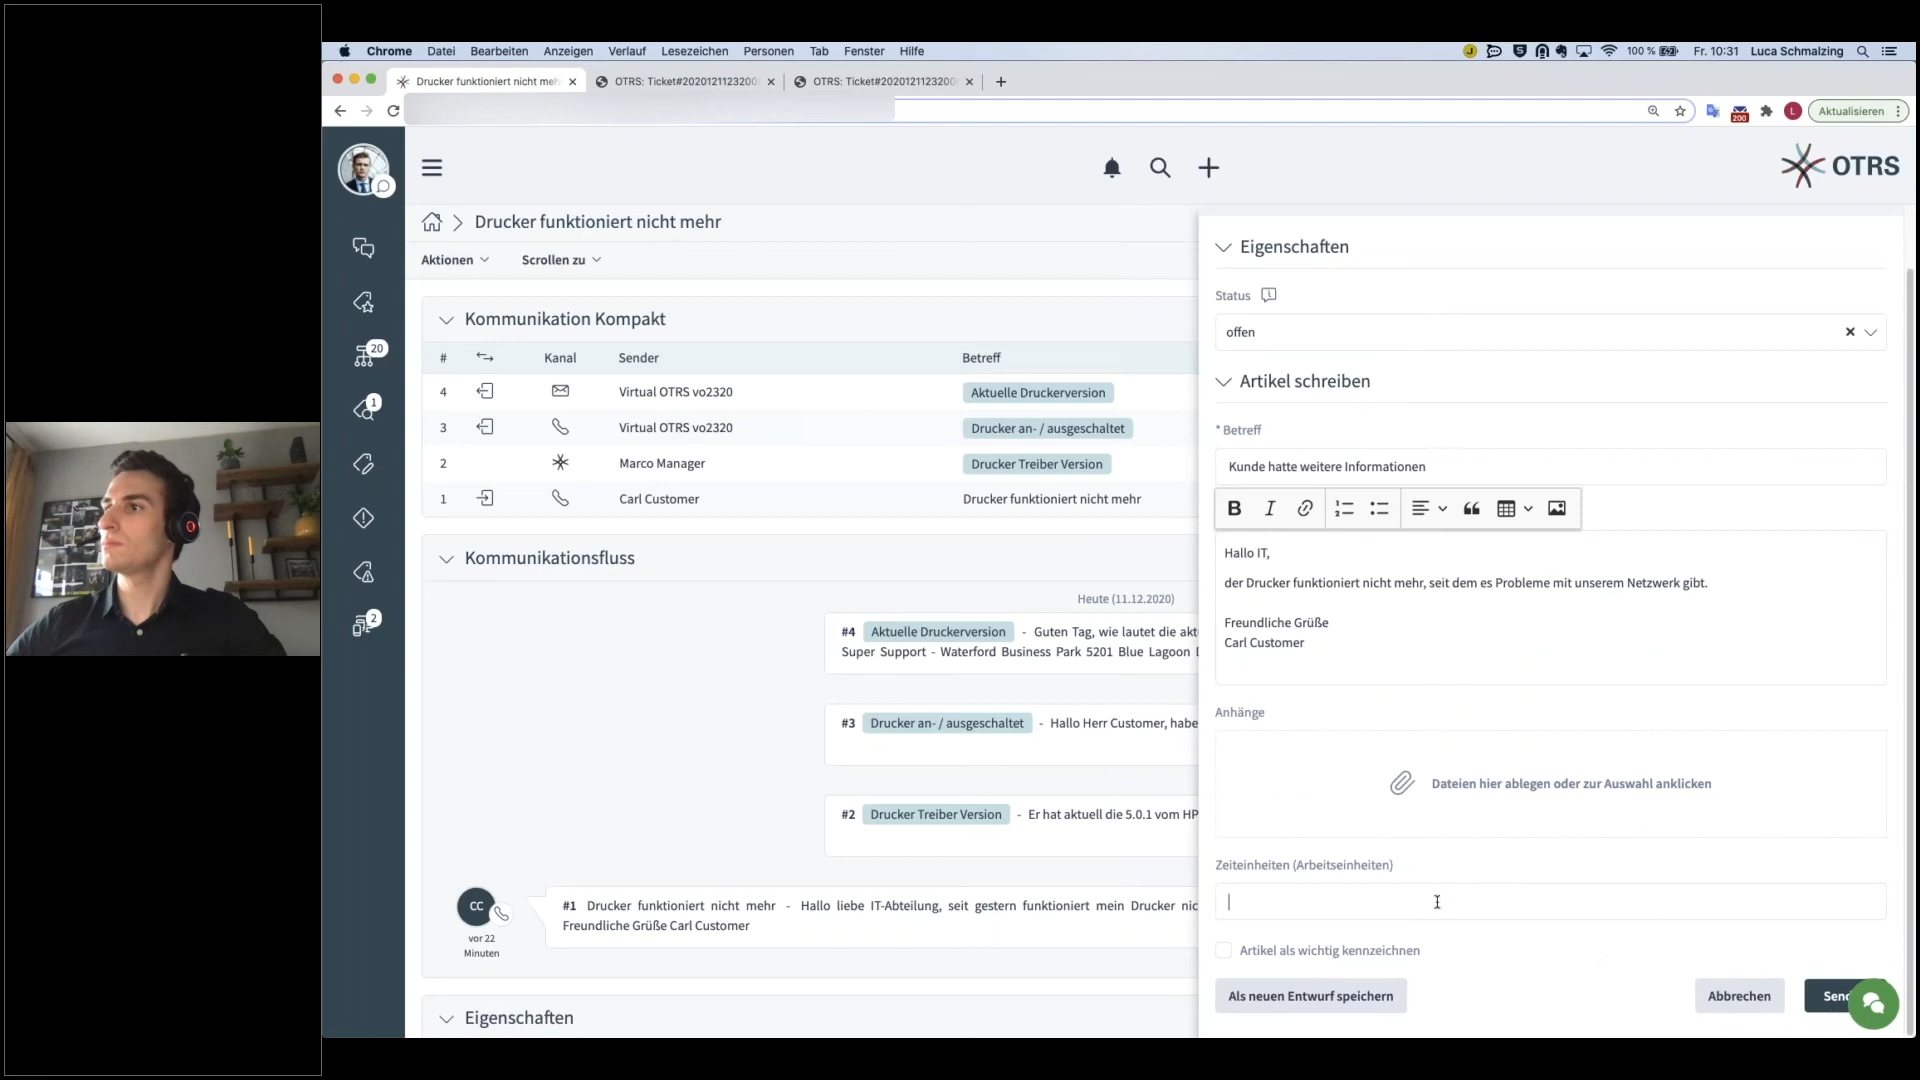 Chrome Datei Bearbeiten Anzeigen Verlauf Lesezeichen Personen Tab Fenster Hilfe
100 % Fr. 10:31 Luca Schmalzing
Drucker funktioniert nicht meh
OTRS: Ticket#2020121123200
OTRS: Ticket#2020121123200
200
L
Aktualisieren
OTRS
Drucker funktioniert nicht mehr
Aktionen
Scrollen zu
20
1
2
Kommunikation Kompakt
# Kanal Sender Betreff
4 Virtual OTRS vo2320 Aktuelle Druckerversion
3 Virtual OTRS vo2320 Drucker an- / ausgeschaltet
2 Marco Manager Drucker Treiber Version
1 Carl Customer Drucker funktioniert nicht mehr
Kommunikationsfluss
Heute (11.12.2020)
#4 Aktuelle Druckerversion - Guten Tag, wie lautet die akt
Super Support - Waterford Business Park 5201 Blue Lagoon
#3 Drucker an- / ausgeschaltet - Hallo Herr Customer, habe
#2 Drucker Treiber Version - Er hat aktuell die 5.0.1 vom HP
CC
vor 22
Minuten
#1 Drucker funktioniert nicht mehr - Hallo liebe IT-Abteilung, seit gestern funktioniert mein Drucker nic
Freundliche Grüße Carl Customer
Eigenschaften
Eigenschaften
Status
offen
Artikel schreiben
* Betreff
Kunde hatte weitere Informationen
Hallo IT,
der Drucker funktioniert nicht mehr, seit dem es Probleme mit unserem Netzwerk gibt.
Freundliche Grüße
Carl Customer
Anhänge
Dateien hier ablegen oder zur Auswahl anklicken
Zeiteinheiten (Arbeitseinheiten)
Artikel als wichtig kennzeichnen
Als neuen Entwurf speichern
Abbrechen
Send